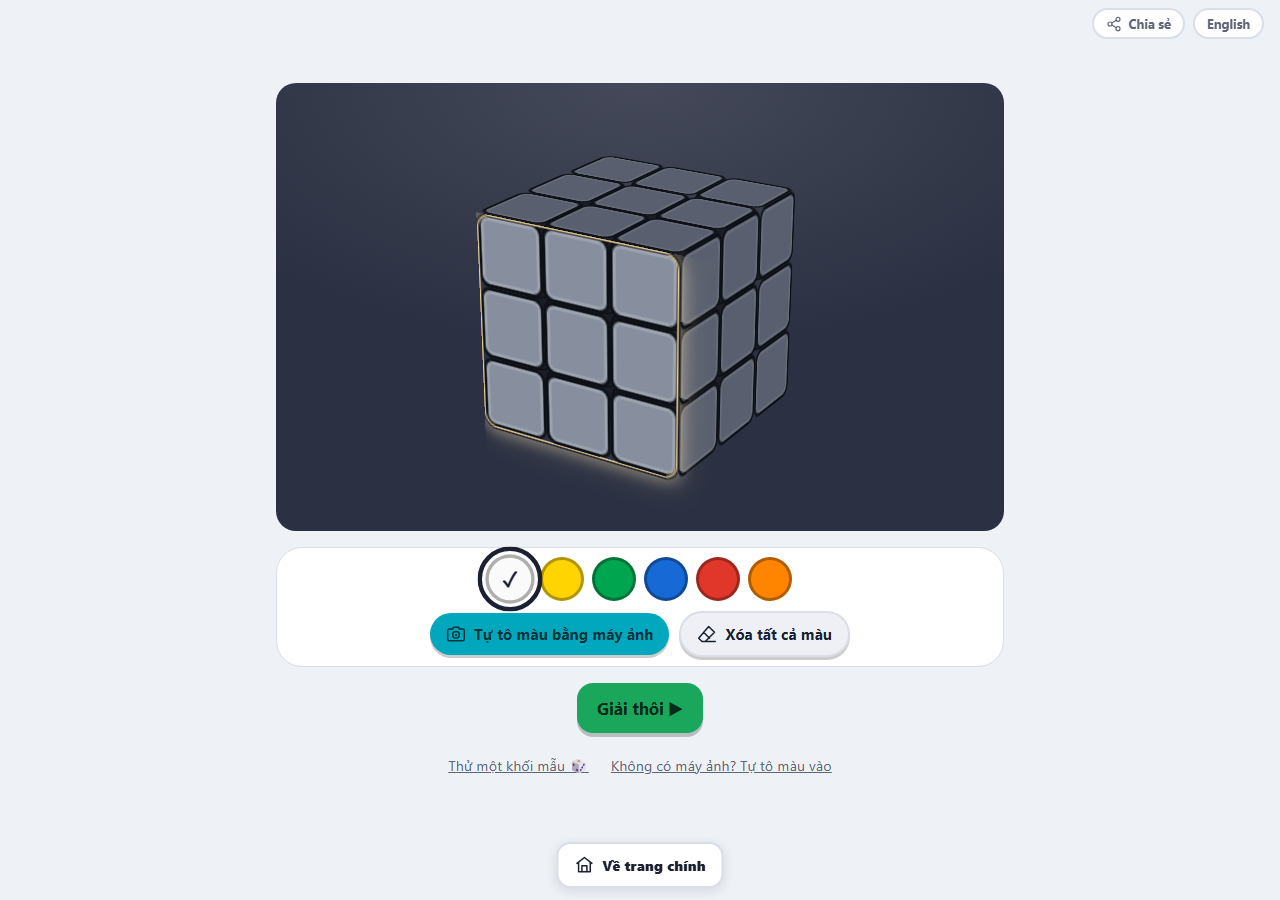 Chia sẻ
English
Tự tô màu bằng máy ảnh
Xóa tất cả màu
Giải thôi ▶
Thử một khối mẫu 🎲
Không có máy ảnh? Tự tô màu vào
Về trang chính